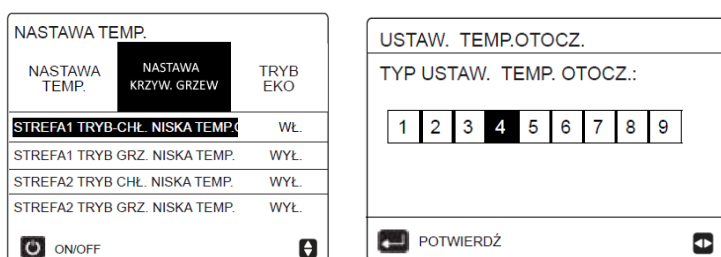 NASTAWA TEMP.
NASTAWA
TEMP.
NASTAWA
KRZYW. GRZEW
TRYB
EKO
STREFA1 TRYB-CHŁ. NISKA TEMP. WŁ.
STREFA1 TRYB GRZ. NISKA TEMP. WYŁ.
STREFA2 TRYB CHŁ. NISKA TEMP. WYŁ.
STREFA2 TRYB GRZ. NISKA TEMP. WYŁ.
ON/OFF
USTAW. TEMP.OTOCZ.
TYP USTAW. TEMP. OTOCZ.:
1 2 3 4 5 6 7 8 9
POTWIERDŹ